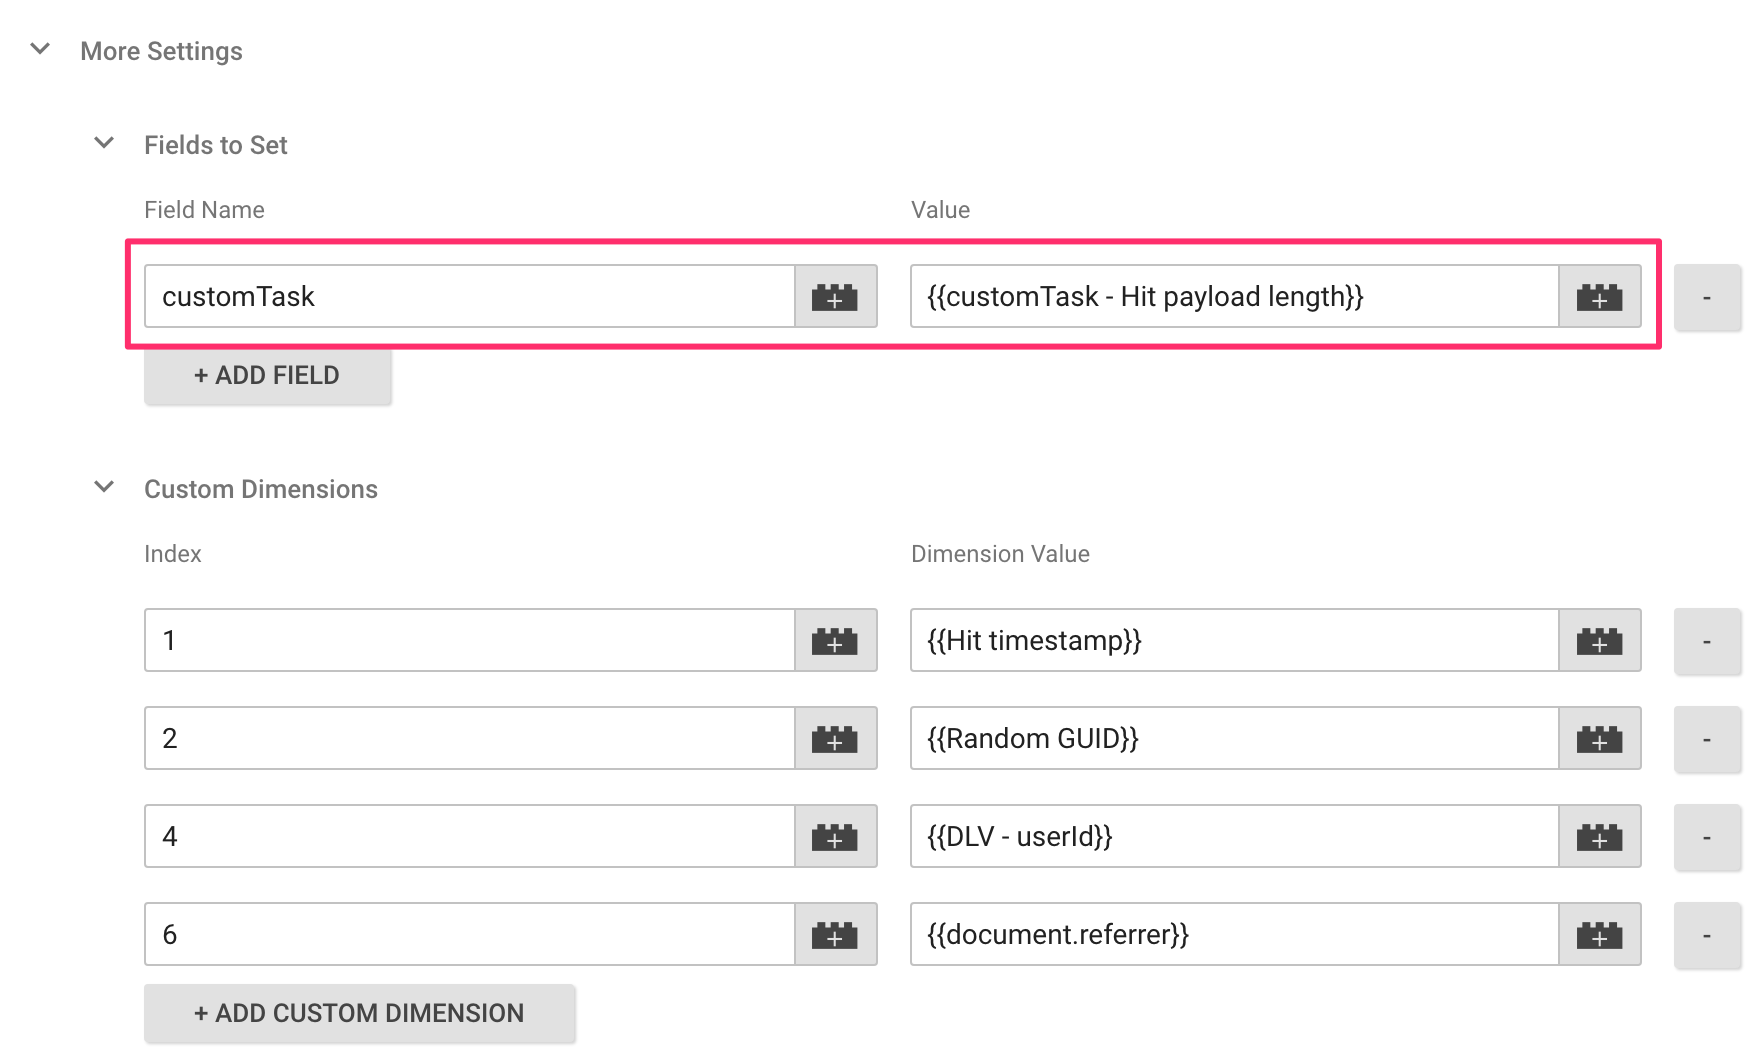 More Settings
Fields to Set
Field Name Value
customTask {{customTask - Hit payload length}} -
+ ADD FIELD
Custom Dimensions
Index Dimension Value
1 {{Hit timestamp}} -
2 {{Random GUID}} -
4 {{DLV - userId}} -
6 {{document.referrer}} -
+ ADD CUSTOM DIMENSION